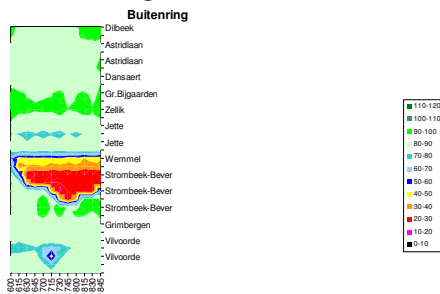 Buitenring
Dilbeek
Astridlaan
Astridlaan
Dansaert
Gr.Bijgaarden
Zellik
Jette
Jette
Wemmel
Strombeek-Bever
Strombeek-Bever
Strombeek-Bever
Grimbergen
Vilvoorde
Vilvoorde
600 615 630 645 700 715 730 745 800 815 830 845
110-120
100-110
90-100
80-90
70-80
60-70
50-60
40-50
30-40
20-30
10-20
0-10